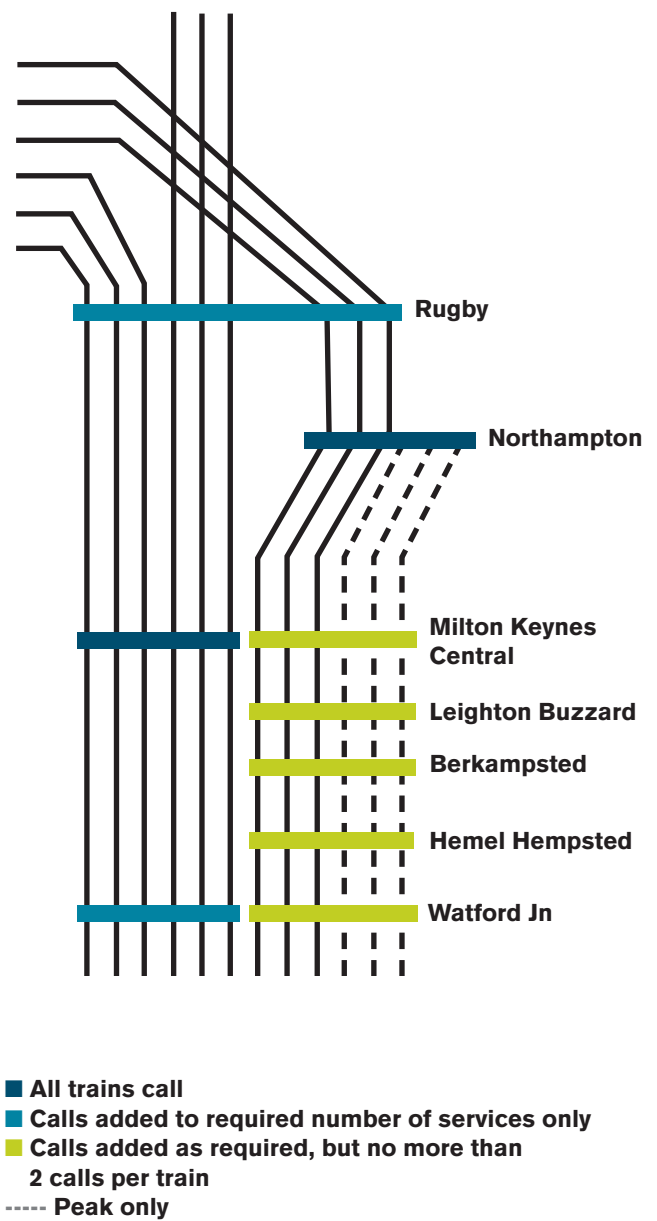 Rugby
Northampton
Milton Keynes
Central
Leighton Buzzard
Berkampsted
Hemel Hempsted
Watford Jn
All trains call
Calls added to required number of services only
Calls added as required, but no more than
2 calls per train
Peak only